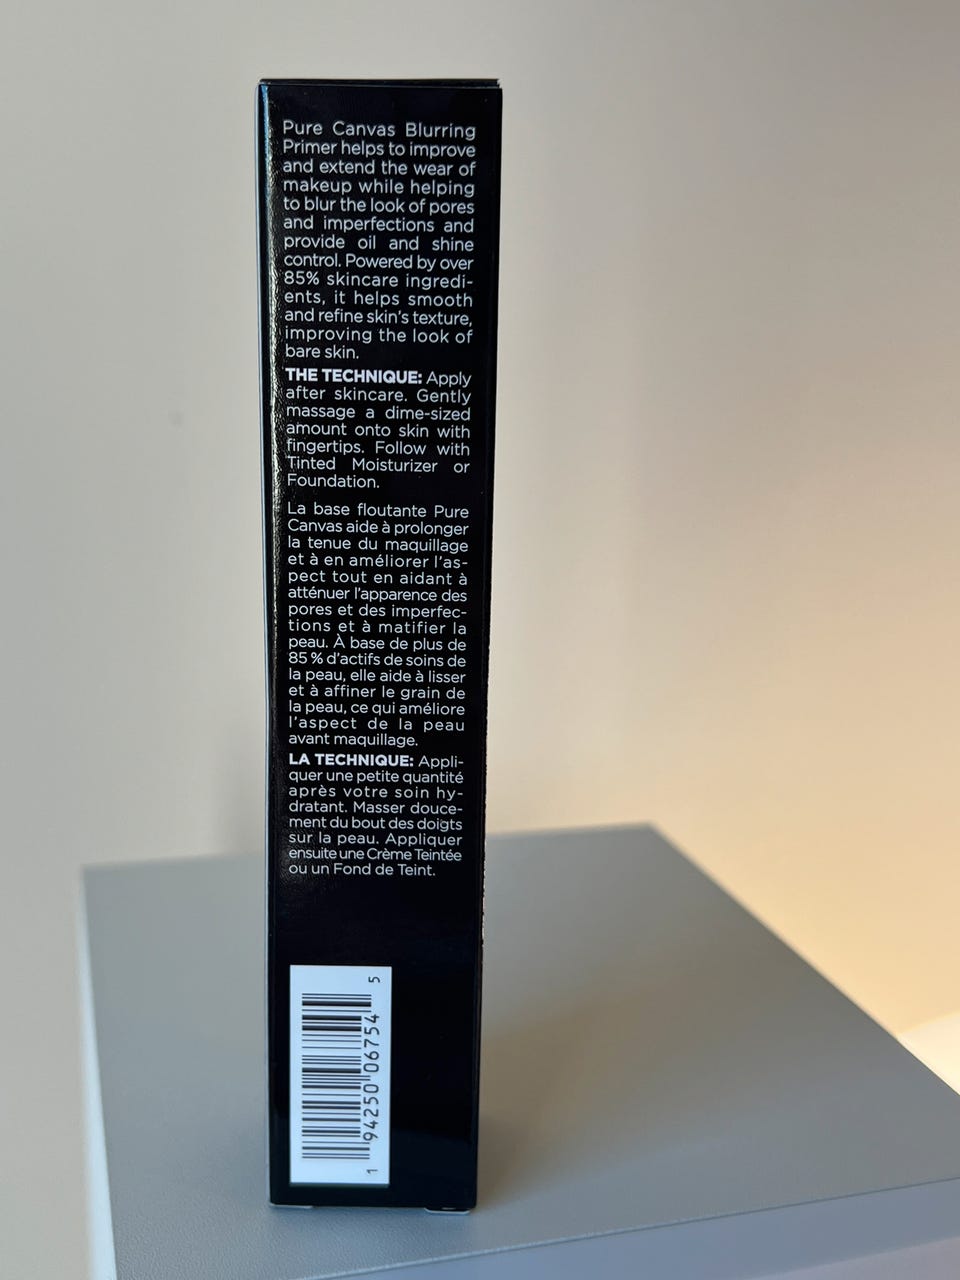 Pure Canvas Blurring
Primer helps to improve
and extend the wear of
makeup while helping
to blur the look of pores
and imperfections and
provide oil and shine
control. Powered by over
85% skincare ingredi-
ents, it helps smooth
and refine skin's texture,
improving the look of
bare skin.
THE TECHNIQUE: Apply
after skincare. Gently
massage a dime-sized
amount onto skin with
fingertips. Follow with
Tinted Moisturizer or
Foundation.
La base floutante Pure
Canvas aide à prolonger
la tenue du maquillage
et à en améliorer l'as-
pect tout en aidant à
atténuer l'apparence des
pores et des imperfec-
tions et à matifier la
peau. À base de plus de
85 % d'actifs de soins de
la peau, elle aide à lisser
et à affiner le grain de
la peau, ce qui améliore
l'aspect de la peau
avant maquillage.
LA TECHNIQUE: Appli-
quer une petite quantité
après votre soin hy-
dratant. Masser douce-
ment du bout des doigts
sur la peau. Appliquer
ensuite une Crème Teintée
ou un Fond de Teint.
1 94250 06754 5